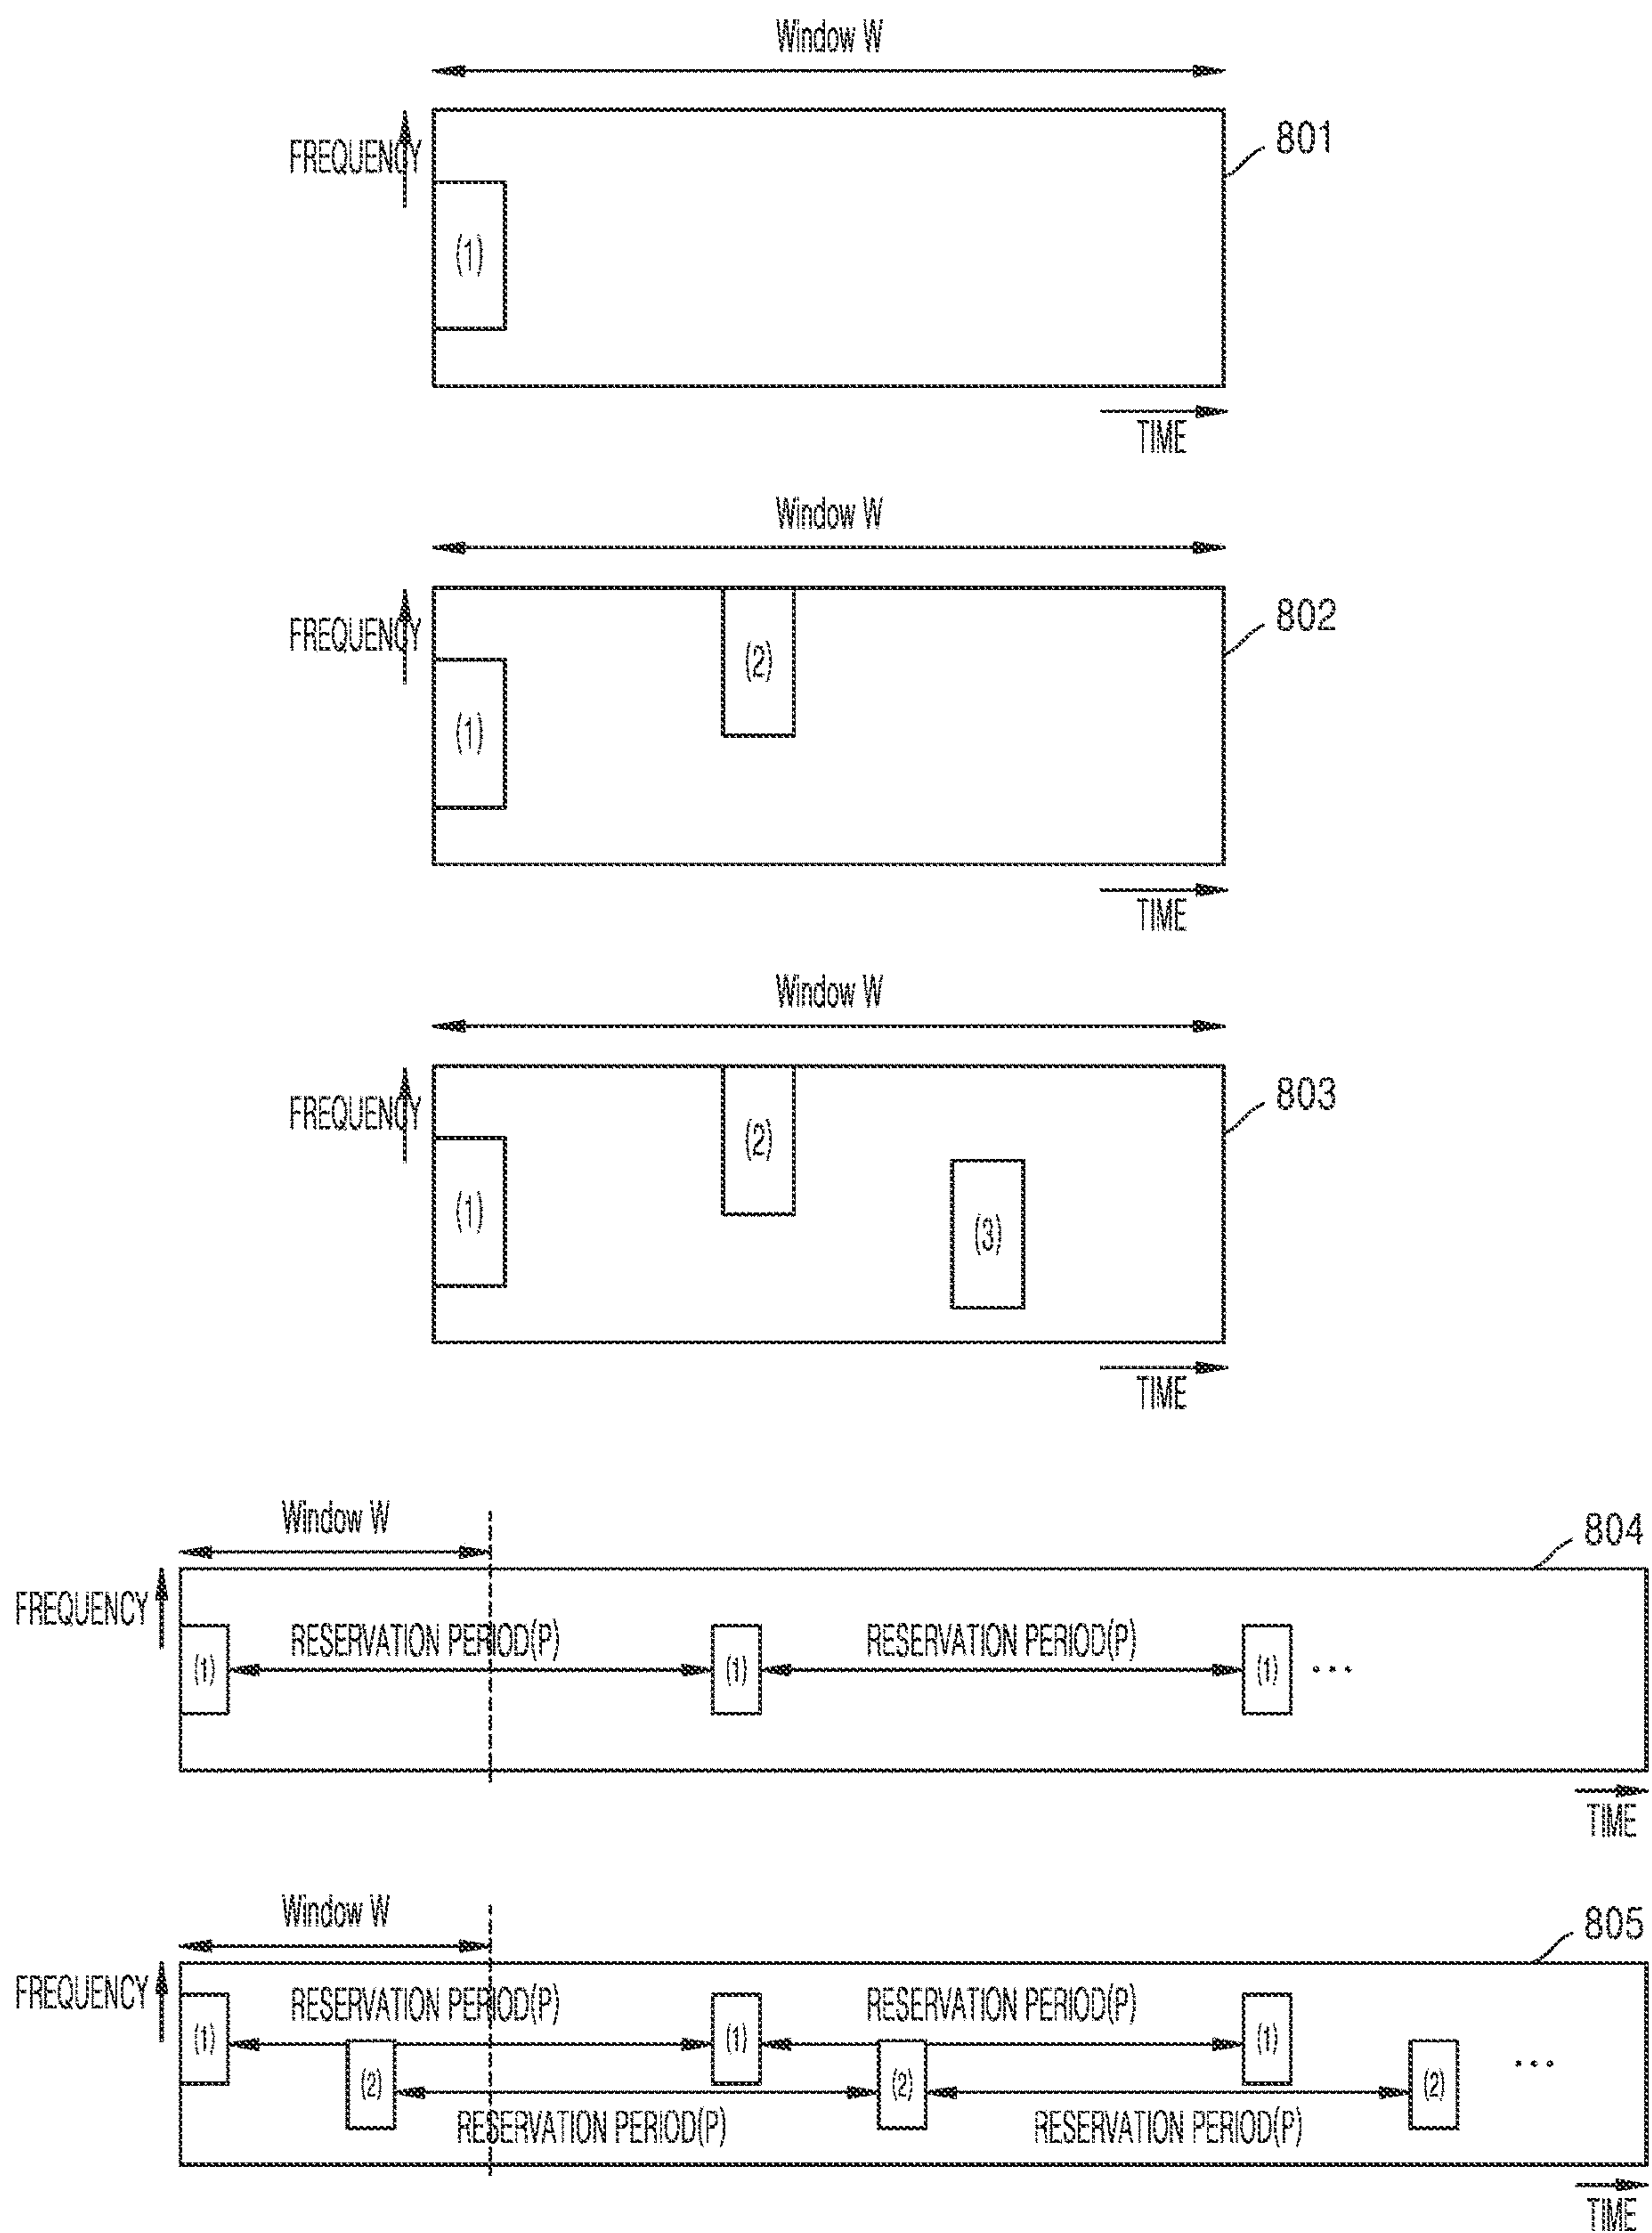 Window W
801
FREQUENCY
(1)
TIME
Window W
802
FREQUENCY
(2)
(1)
TIME
Window W
803
FREQUENCY
(2)
(1)
(3)
TIME
Window W
804
FREQUENCY
RESERVATION PERIOD(P)
RESERVATION PERIOD(P)
(1)
(1)
(1)
...
TIME
Window W
805
FREQUENCY
RESERVATION PERIOD(P)
RESERVATION PERIOD(P)
(1)
(1)
(1)
(2)
(2)
(2)
...
RESERVATION PERIOD(P)
RESERVATION PERIOD(P)
TIME